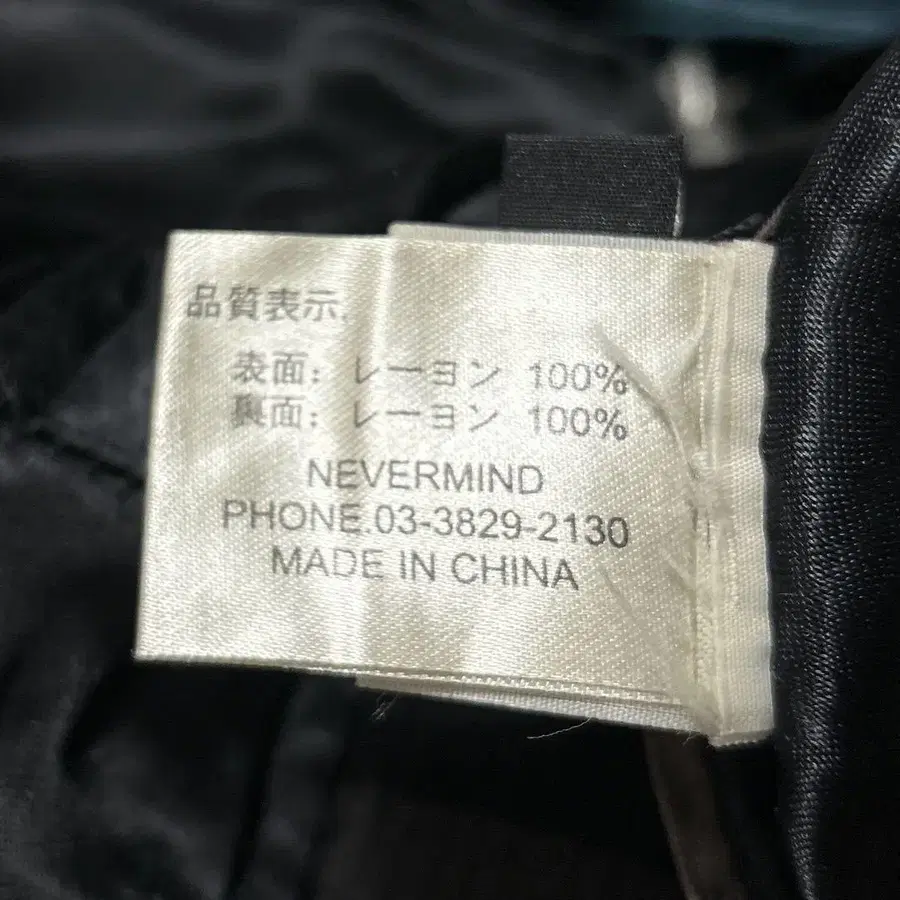 品質表示.
表面: レーヨン 100%
裏面: レーヨン 100%
NEVERMIND
PHONE.03-3829-2130
MADE IN CHINA